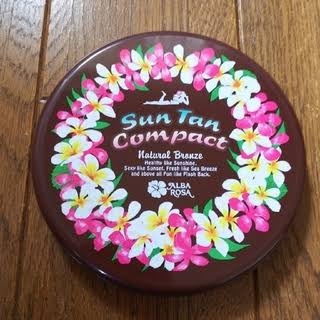 Sun Tan
Compact
Natural Bronze
Healthy like Sunshine,
Sexy like Sunset, Fresh like Sea Breeze
and above all Fun like Flash Back.
ALBA
ROSA